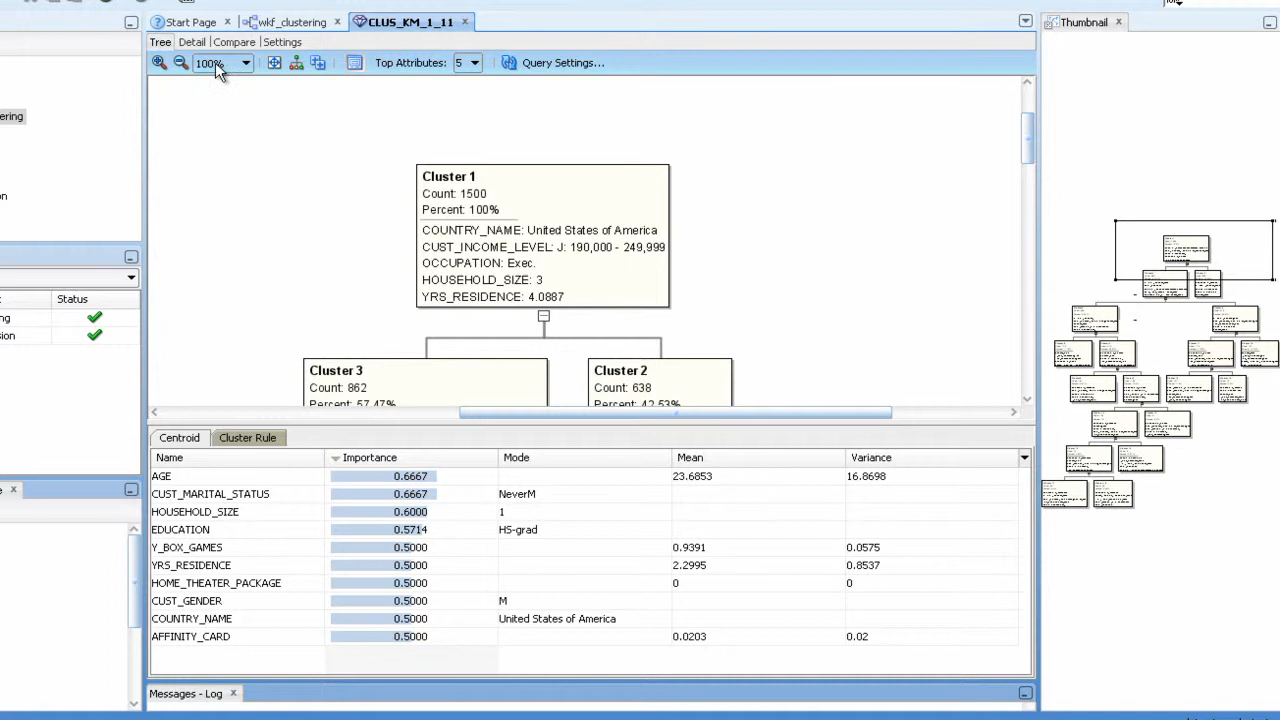 Start Page
wkf_clustering
CLUS_KM_1_11
Thumbnail
Tree Detail Compare Settings
100% Top Attributes: 5 Query Settings...
ering
Cluster 1
Count: 1500
Percent: 100%
COUNTRY_NAME: United States of America
CUST_INCOME_LEVEL: J: 190,000 - 249,999
OCCUPATION: Exec.
HOUSEHOLD_SIZE: 3
YRS_RESIDENCE: 4.0887
Status
Cluster 3
Count: 862
Percent: 57.47%
Cluster 2
Count: 638
Percent: 42.53%
Centroid Cluster Rule
Name Importance Mode Mean Variance
AGE 0.6667 23.6853 16.8698
CUST_MARITAL_STATUS 0.6667 NeverM
HOUSEHOLD_SIZE 0.6000 1
EDUCATION 0.5714 HS-grad
Y_BOX_GAMES 0.5000 0.9391 0.0575
YRS_RESIDENCE 0.5000 2.2995 0.8537
HOME_THEATER_PACKAGE 0.5000 0 0
CUST_GENDER 0.5000 M
COUNTRY_NAME 0.5000 United States of America
AFFINITY_CARD 0.5000 0.0203 0.02
Messages - Log